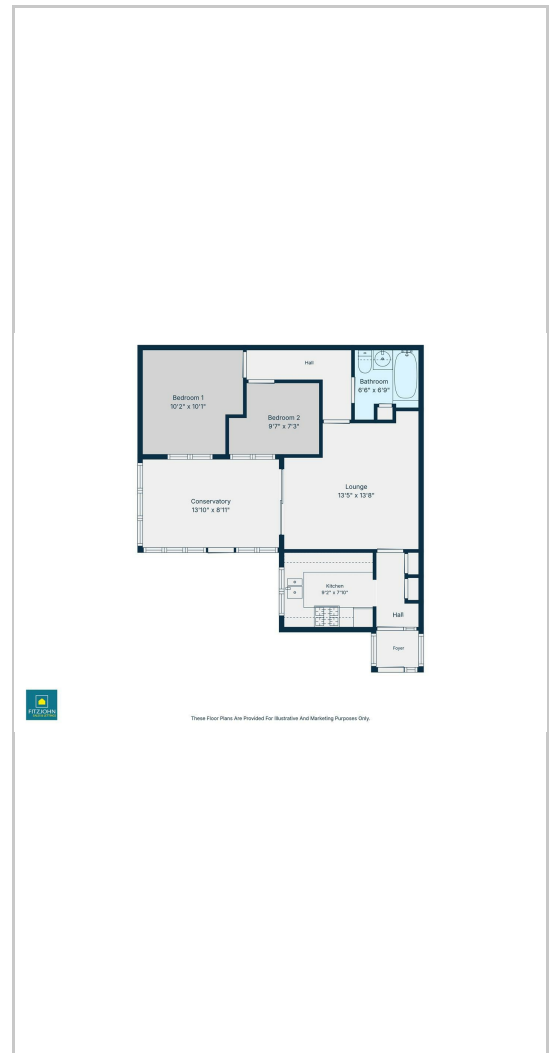 Hall
Bathroom
6'6" x 6'9"
Bedroom 1
10'2" x 10'1"
Bedroom 2
9'7" x 7'3"
Lounge
13'5" x 13'8"
Conservatory
13'10" x 8'11"
Kitchen
9'2" x 7'10"
Hall
Foyer
FITZJOHN
These Floor Plans Are Provided For Illustrative And Marketing Purposes Only.